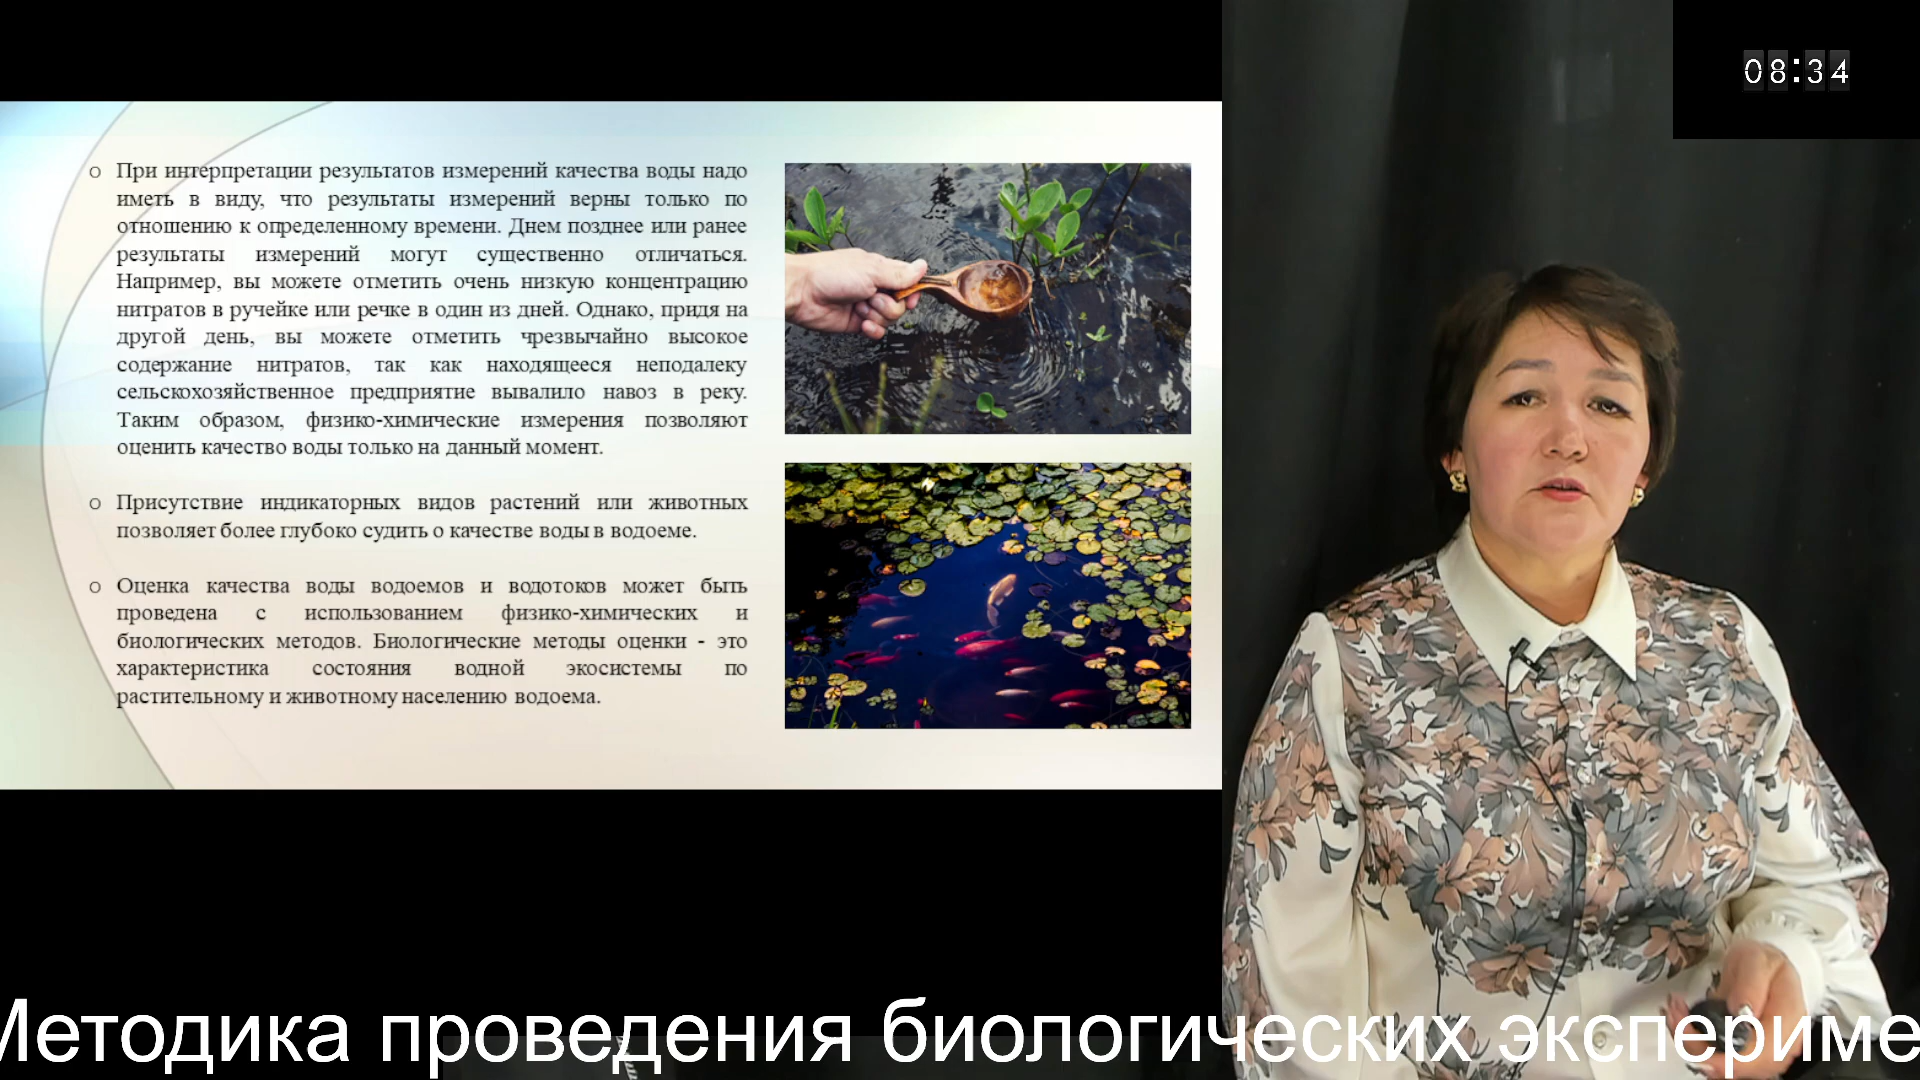 При интерпретации результатов измерений качества воды надо
иметь в виду, что результаты измерений верны только по
отношению к определенному времени. Днем позднее или ранее
результаты измерений могут существенно отличаться.
Например, вы можете отметить очень низкую концентрацию
нитратов в ручейке или речке в один из дней. Однако, придя на
другой день, вы можете отметить чрезвычайно высокое
содержание нитратов, так как находящееся неподалеку
сельскохозяйственное предприятие вывалило навоз в реку.
Таким образом, физико-химические измерения позволяют
оценить качество воды только на данный момент.
Присутствие индикаторных видов растений или животных
позволяет более глубоко судить о качестве воды в водоеме.
Оценка качества воды водоемов и водотоков может быть
проведена с использованием физико-химических и
биологических методов. Биологические методы оценки - это
характеристика состояния водной экосистемы по
растительному и животному населению водоема.
08:34
Методика проведения биологических экспериме